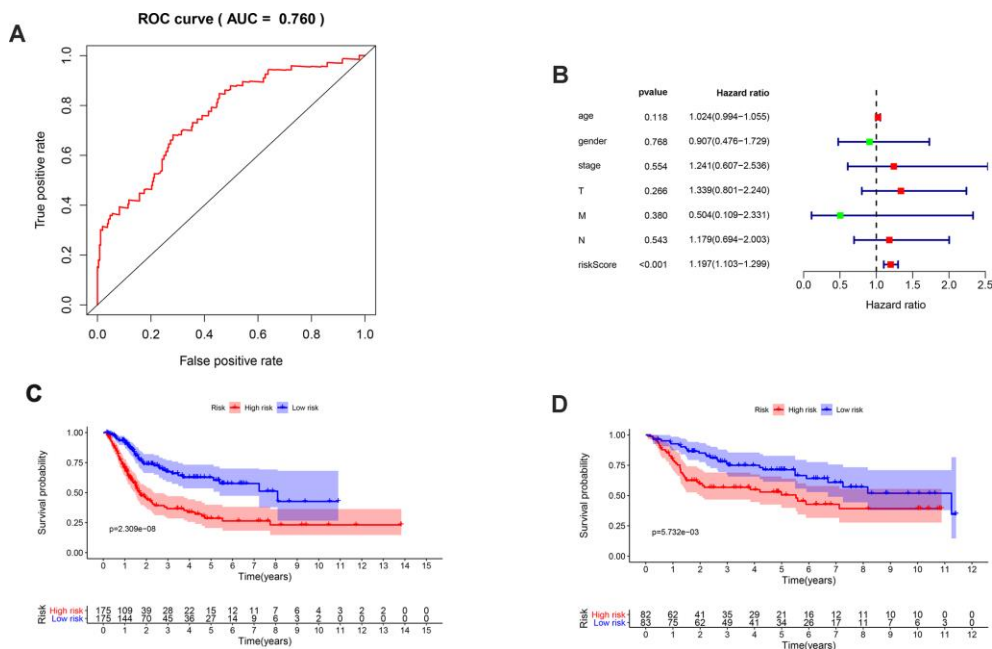 A
ROC curve ( AUC = 0.760 )
True positive rate
1.0
0.8
0.6
0.4
0.2
0.0
0.0 0.2 0.4 0.6 0.8 1.0
False positive rate
B
pvalue Hazard ratio
age 0.118 1.024(0.994−1.055)
gender 0.768 0.907(0.476−1.729)
stage 0.554 1.241(0.607−2.536)
T 0.266 1.339(0.801−2.240)
M 0.380 0.504(0.109−2.331)
N 0.543 1.179(0.694−2.003)
riskScore <0.001 1.197(1.103−1.299)
0.0 0.5 1.0 1.5 2.0 2.5
Hazard ratio
C
Risk High risk Low risk
Survival probability
1.00
0.75
0.50
0.25
0.00
p=2.309e−08
0 1 2 3 4 5 6 7 8 9 10 11 12 13 14 15
Time(years)
Risk
High risk 175 109 39 28 22 15 12 11 7 6 4 3 2 2 0 0
Low risk 175 144 70 45 36 27 14 9 6 3 2 0 0 0 0 0
0 1 2 3 4 5 6 7 8 9 10 11 12 13 14 15
Time(years)
D
Risk High risk Low risk
Survival probability
1.00
0.75
0.50
0.25
0.00
p=5.732e−03
0 1 2 3 4 5 6 7 8 9 10 11 12
Time(years)
Risk
High risk 82 62 41 35 29 21 16 12 11 10 10 0 0
Low risk 83 75 62 49 41 34 26 17 11 7 6 3 0
0 1 2 3 4 5 6 7 8 9 10 11 12
Time(years)